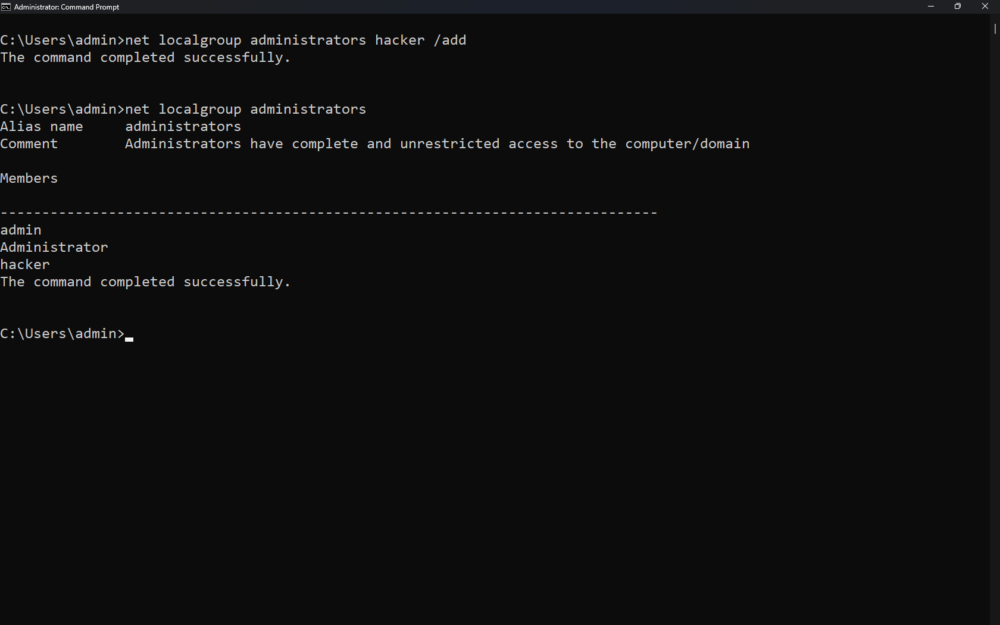 Administrator: Command Prompt
C:\Users\admin>net localgroup administrators hacker /add
The command completed successfully.
C:\Users\admin>net localgroup administrators
Alias name     administrators
Comment        Administrators have complete and unrestricted access to the computer/domain
Members
-------------------------------------------------------------------------------
admin
Administrator
hacker
The command completed successfully.
C:\Users\admin>